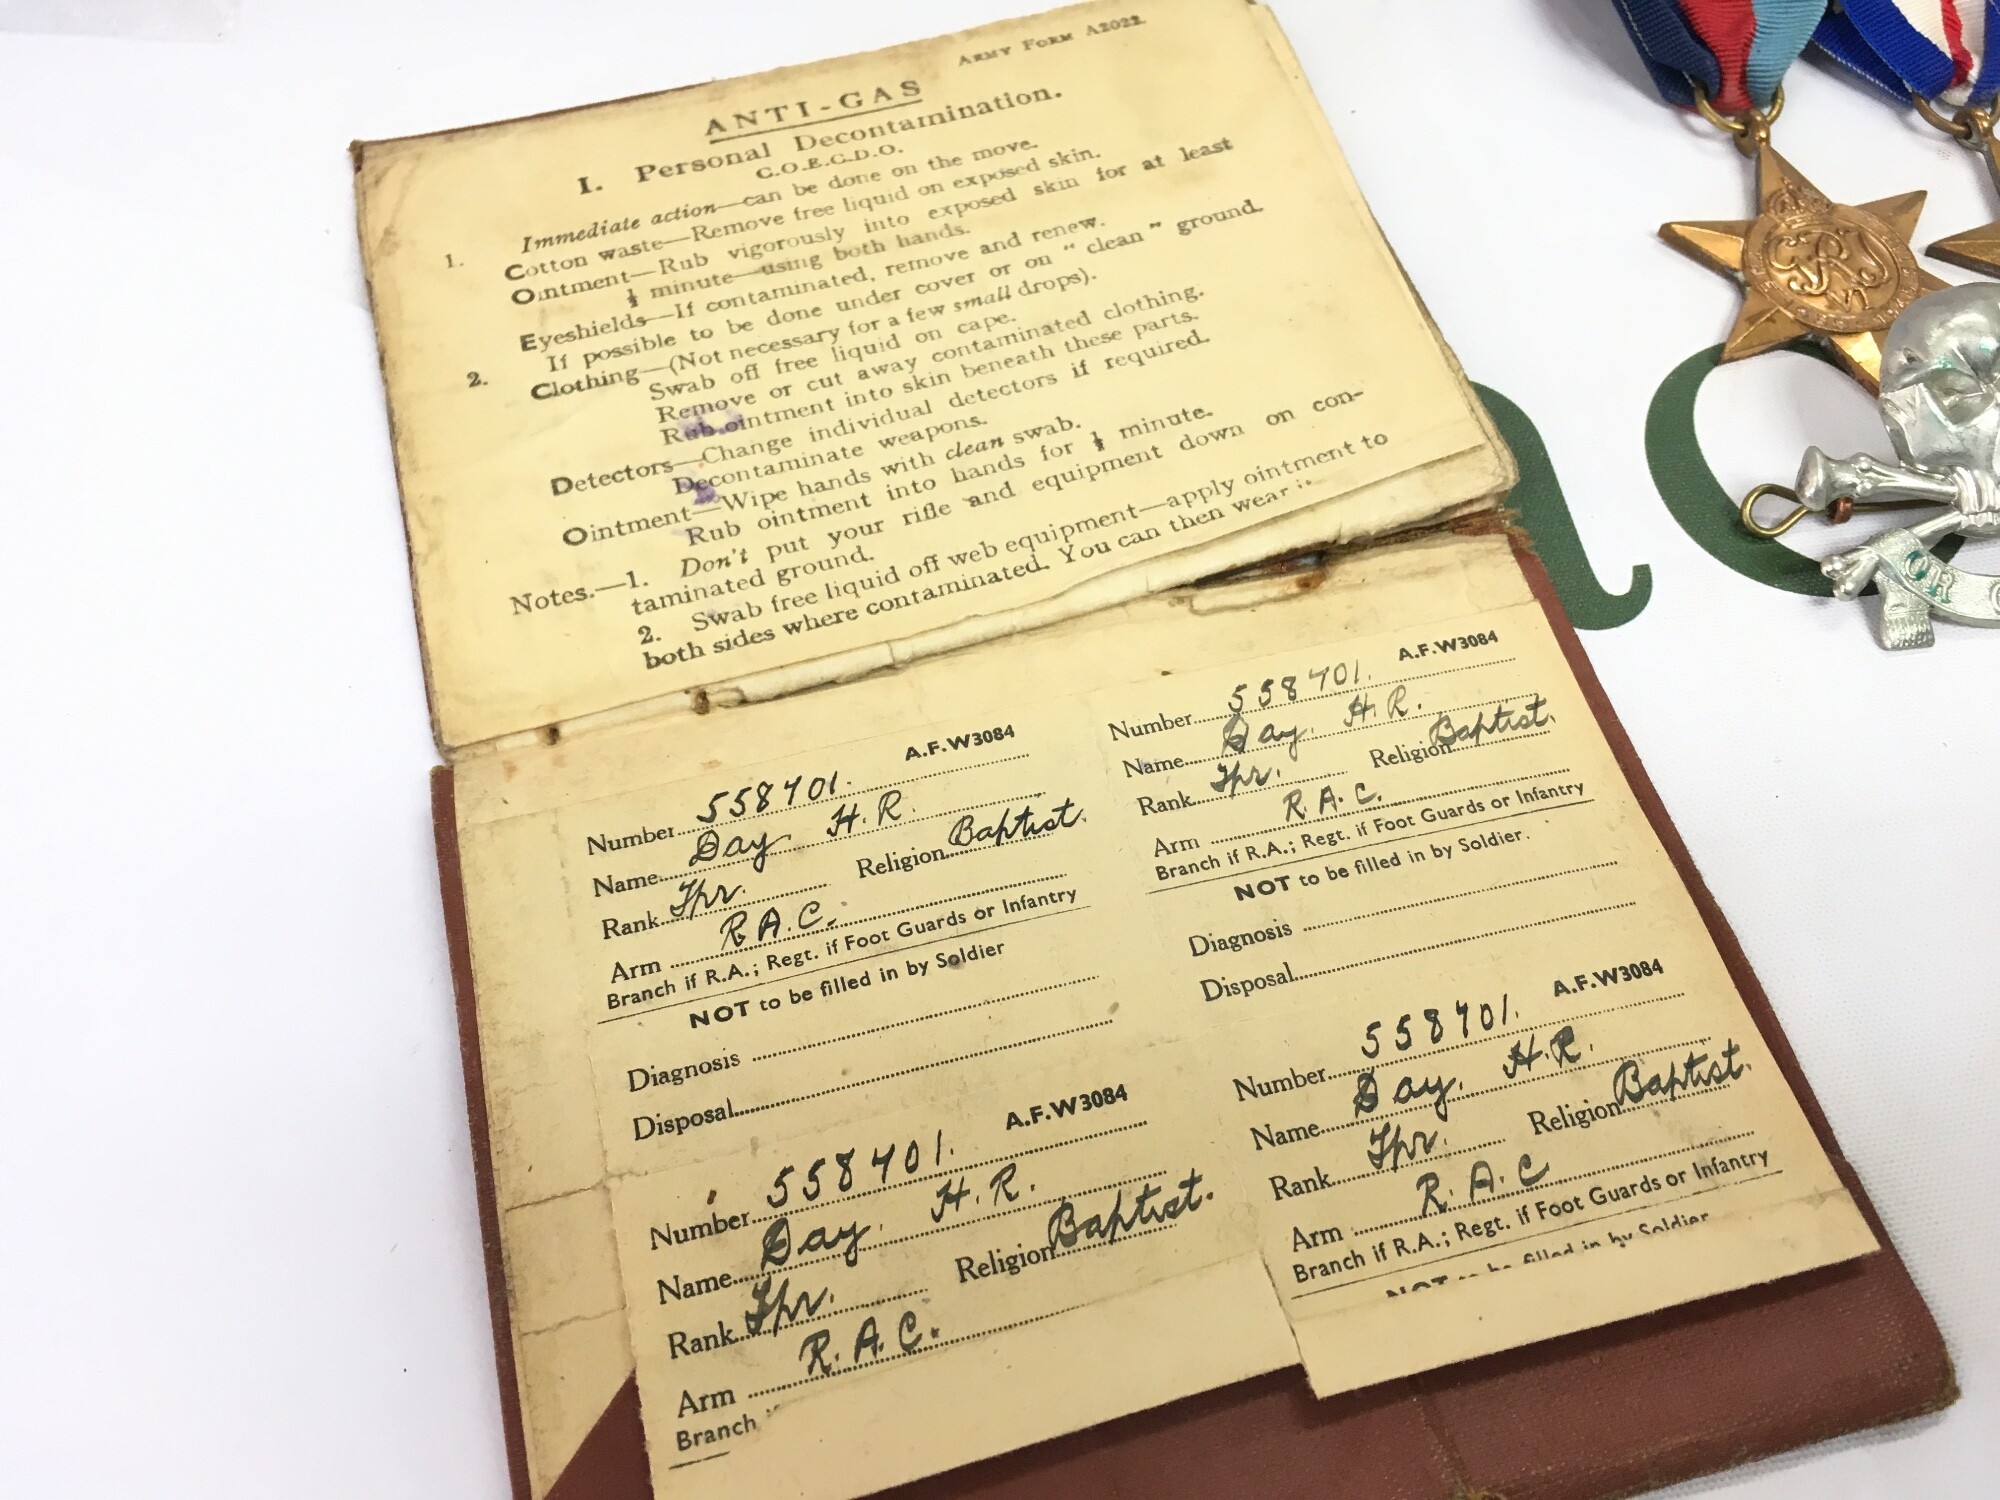 ARMY FORM A2022.
ANTI-GAS
I. Personal Decontamination.
C.O.E.C.D.O.
1. Immediate action—can be done on the move.
Cotton waste—Remove free liquid on exposed skin.
Ointment—Rub vigorously into exposed skin for at least
½ minute—using both hands.
Eyeshields—If contaminated, remove and renew.
2. If possible to be done under cover or on "clean" ground.
Clothing—(Not necessary for a few small drops).
Swab off free liquid on cape.
Remove or cut away contaminated clothing.
Rub ointment into skin beneath these parts.
Detectors—Change individual detectors if required.
Decontaminate weapons.
Ointment—Wipe hands with clean swab.
Rub ointment into hands for ½ minute.
Notes.—1. Don't put your rifle and equipment down on con-
taminated ground.
2. Swab free liquid off web equipment—apply ointment to
both sides where contaminated. You can then wear
A.F.W3084
Number 558701.
Name Day H.R.
Rank Tpr. Religion Baptist.
Arm R.A.C.
Branch if R.A.; Regt. if Foot Guards or Infantry
NOT to be filled in by Soldier
Diagnosis
Disposal
A.F.W3084
Number 558701.
Name Day. H.R.
Rank Tpr. Religion Baptist.
Arm R.A.C.
Branch if R.A.; Regt. if Foot Guards or Infantry
NOT to be filled in by Soldier.
Diagnosis
Disposal
A.F.W3084
Number 558701.
Name Day. H.R.
Rank Tpr. Religion Baptist.
Arm R.A.C.
Branch
A.F.W3084
Number 558701.
Name Day. H.R.
Rank Tpr. Religion Baptist.
Arm R.A.C
Branch if R.A.; Regt. if Foot Guards or Infantry
NOT to be filled in by Soldier
OR